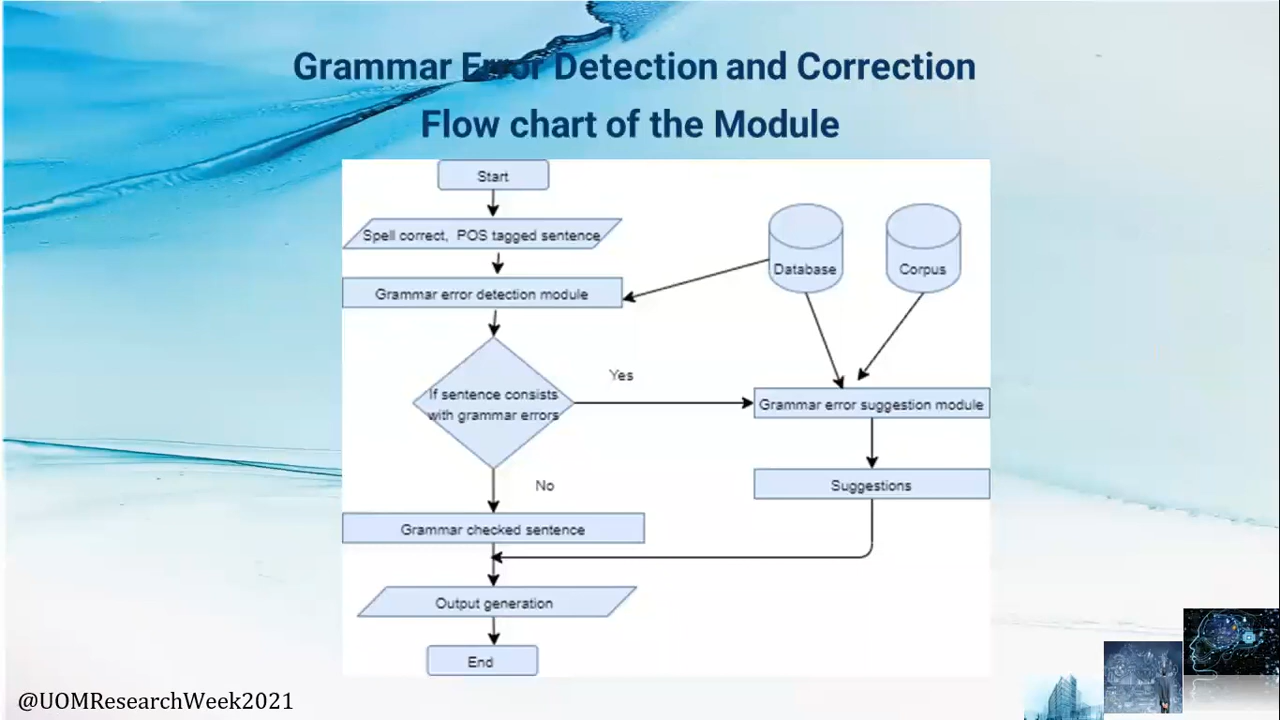 Grammar Error Detection and Correction
Flow chart of the Module
Start
Spell correct, POS tagged sentence
Grammar error detection module
Database
Corpus
If sentence consists
with grammar errors
Yes
Grammar error suggestion module
No
Suggestions
Grammar checked sentence
Output generation
End
@UOMResearchWeek2021